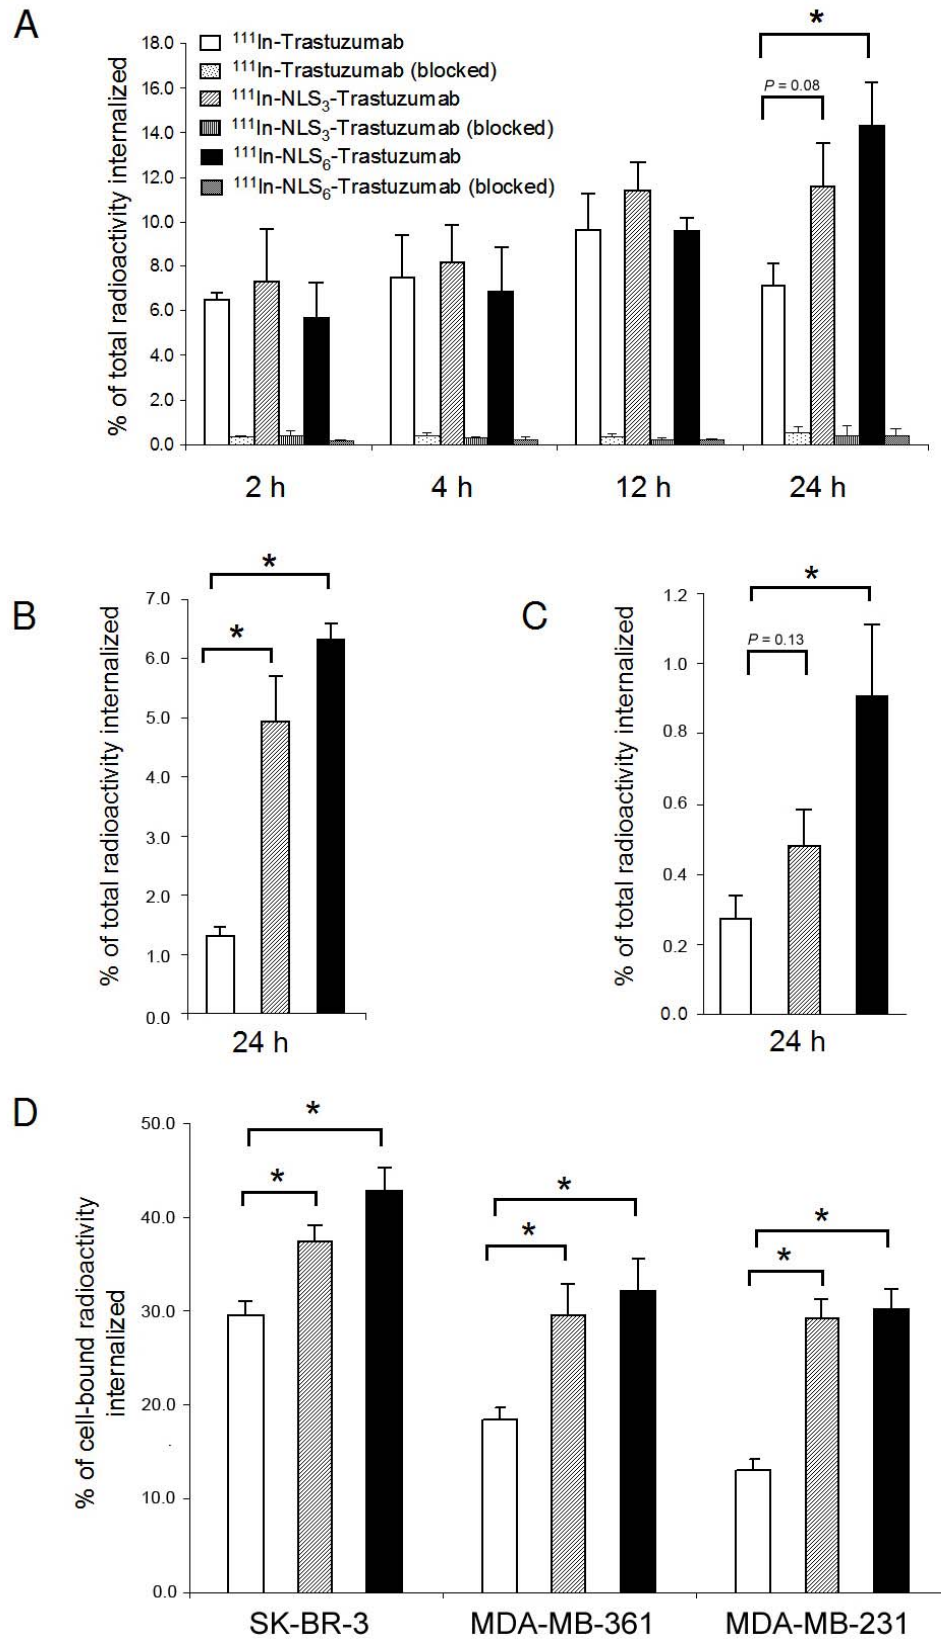 A
*
% of total radioactivity internalized
18.0
16.0
14.0
12.0
10.0
8.0
6.0
4.0
2.0
0.0
¹¹¹In-Trastuzumab
¹¹¹In-Trastuzumab (blocked)
¹¹¹In-NLS₃-Trastuzumab
¹¹¹In-NLS₃-Trastuzumab (blocked)
¹¹¹In-NLS₆-Trastuzumab
¹¹¹In-NLS₆-Trastuzumab (blocked)
P = 0.08
2 h 4 h 12 h 24 h
B
% of total radioactivity internalized
7.0
6.0
5.0
4.0
3.0
2.0
1.0
0.0
*
*
24 h
C
% of total radioactivity internalized
1.2
1.0
0.8
0.6
0.4
0.2
0.0
*
P = 0.13
24 h
D
% of cell-bound radioactivity
internalized
50.0
40.0
30.0
20.0
10.0
0.0
*
*
*
*
*
*
SK-BR-3 MDA-MB-361 MDA-MB-231